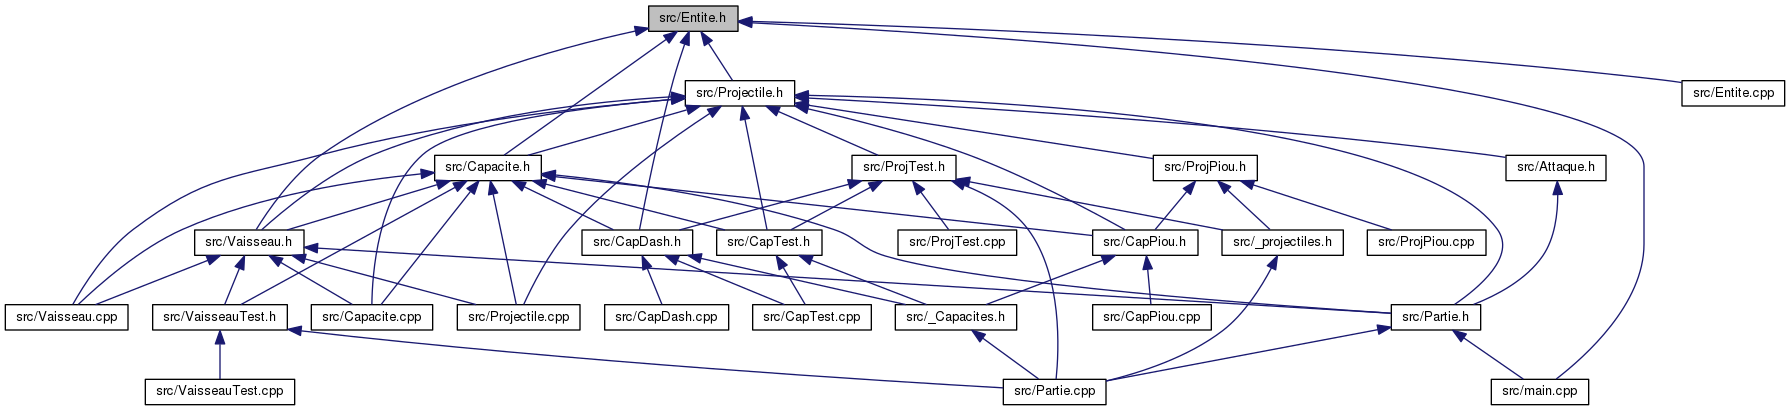 src/Entite.h
src/Projectile.h
src/Entite.cpp
src/Capacite.h
src/ProjTest.h
src/ProjPiou.h
src/Attaque.h
src/Vaisseau.h
src/CapDash.h
src/CapTest.h
src/ProjTest.cpp
src/CapPiou.h
src/_projectiles.h
src/ProjPiou.cpp
src/Vaisseau.cpp
src/VaisseauTest.h
src/Capacite.cpp
src/Projectile.cpp
src/CapDash.cpp
src/CapTest.cpp
src/_Capacites.h
src/CapPiou.cpp
src/Partie.h
src/VaisseauTest.cpp
src/Partie.cpp
src/main.cpp